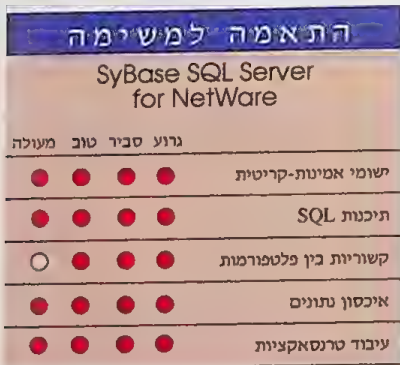 התאמה למשימה
SyBase SQL Server
for NetWare
גרוע סביר טוב מעולה
ישומי אמינות-קריטית
תיכנות SQL
קשוריות בין פלטפורמות
איכסון נתונים
עיבוד טרנסאקציות